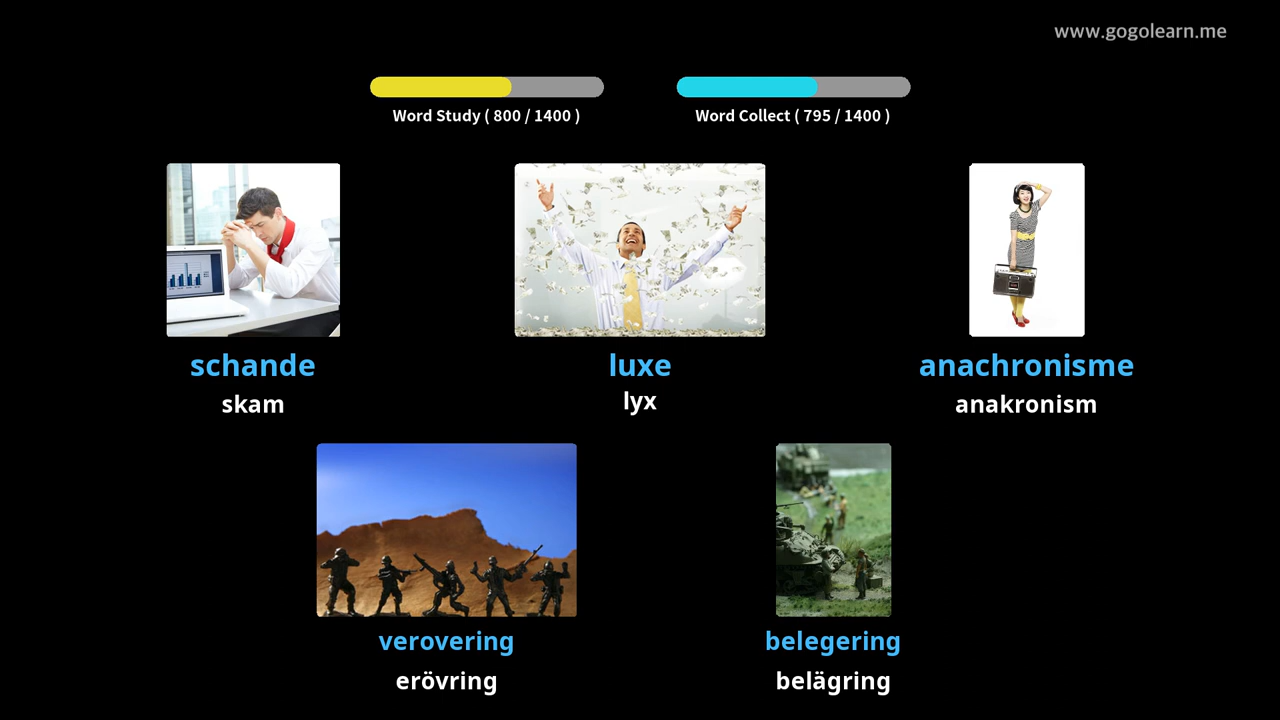 www.gogolearn.me
Word Study ( 800 / 1400 )
Word Collect ( 795 / 1400 )
schande
skam
luxe
lyx
anachronisme
anakronism
verovering
erövring
belegering
belägring